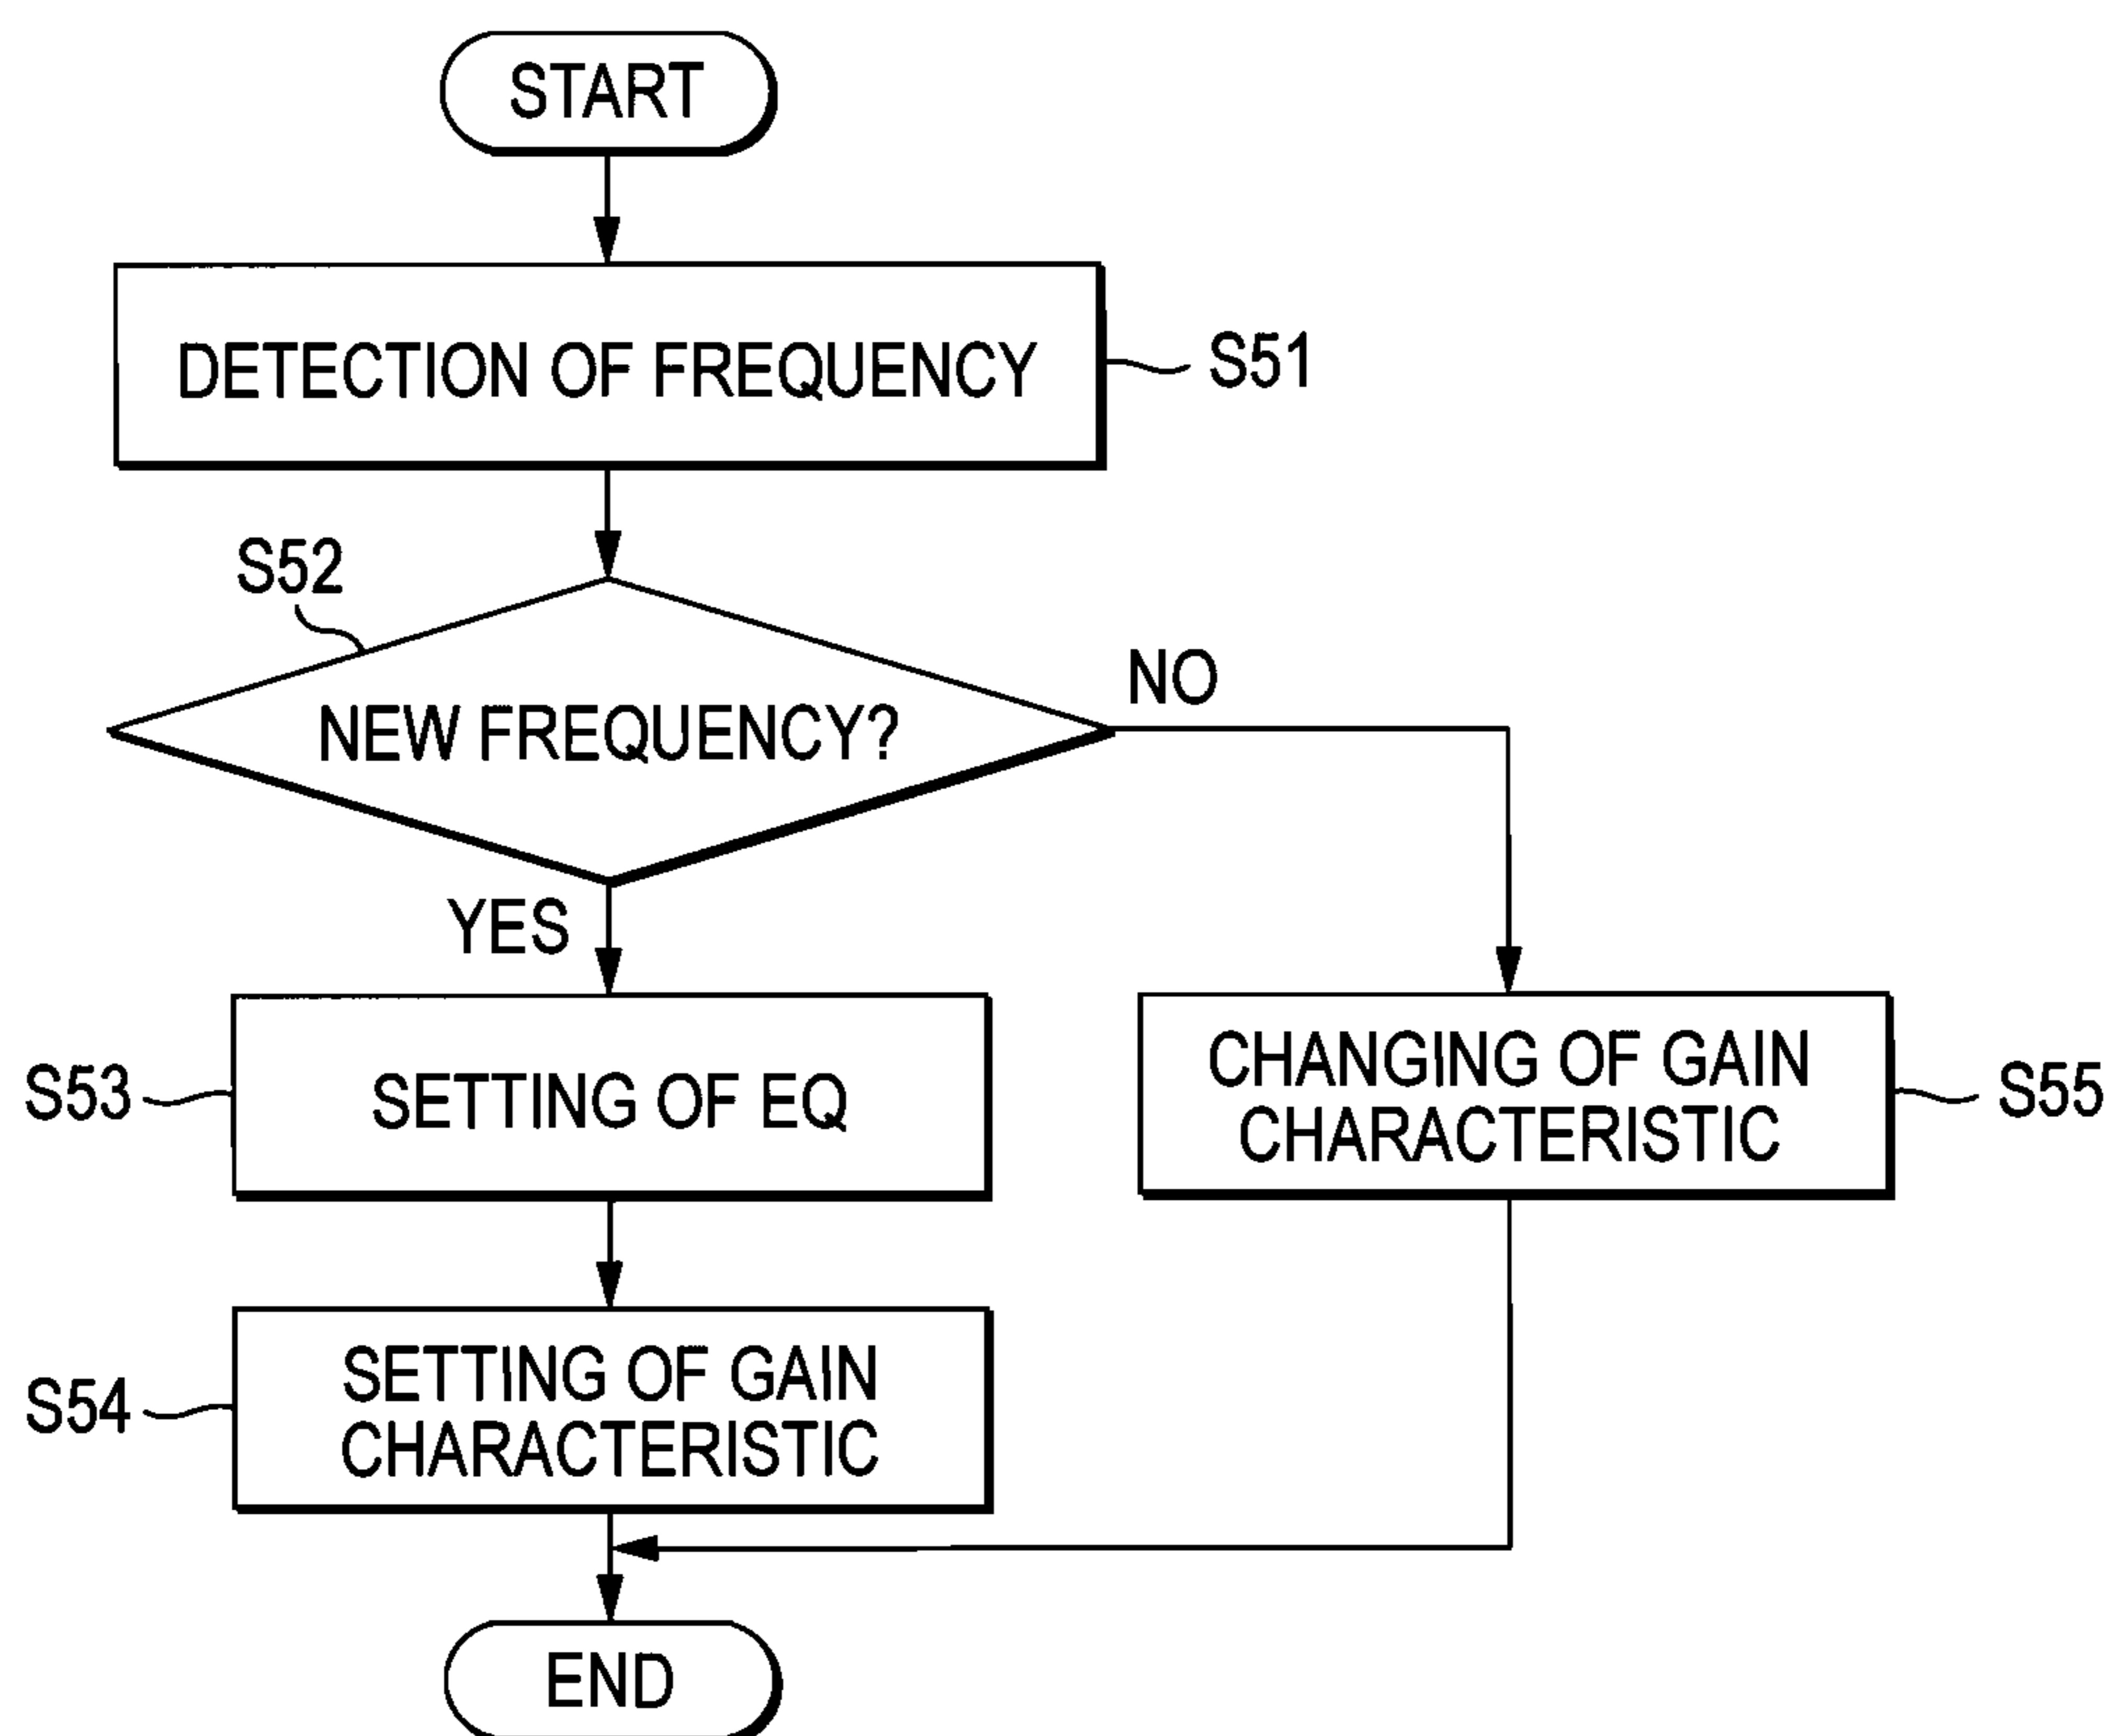 START
DETECTION OF FREQUENCY
S51
S52
NEW FREQUENCY?
NO
YES
S53
SETTING OF EQ
CHANGING OF GAIN
CHARACTERISTIC
S55
S54
SETTING OF GAIN
CHARACTERISTIC
END